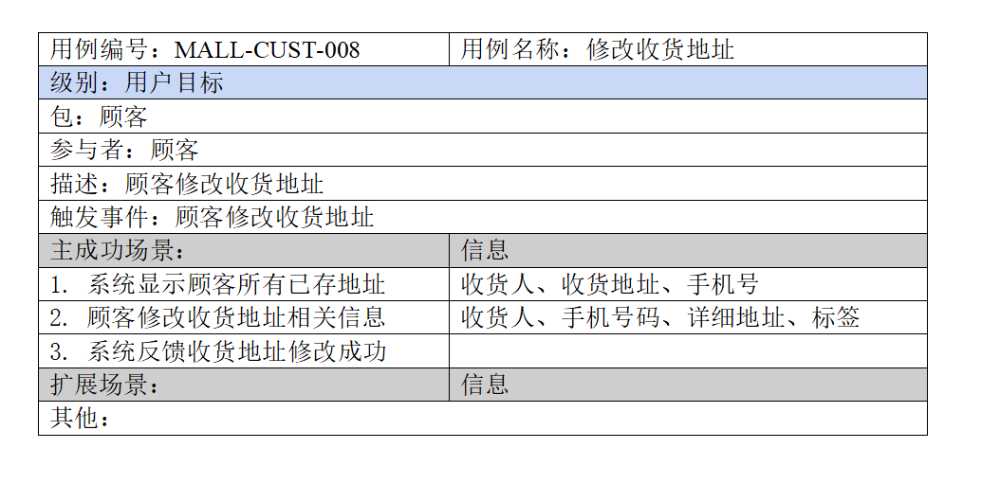 用例编号：MALL-CUST-008 用例名称：修改收货地址
级别：用户目标
包：顾客
参与者：顾客
描述：顾客修改收货地址
触发事件：顾客修改收货地址
主成功场景： 信息
1. 系统显示顾客所有已存地址 收货人、收货地址、手机号
2. 顾客修改收货地址相关信息 收货人、手机号码、详细地址、标签
3. 系统反馈收货地址修改成功
扩展场景： 信息
其他：